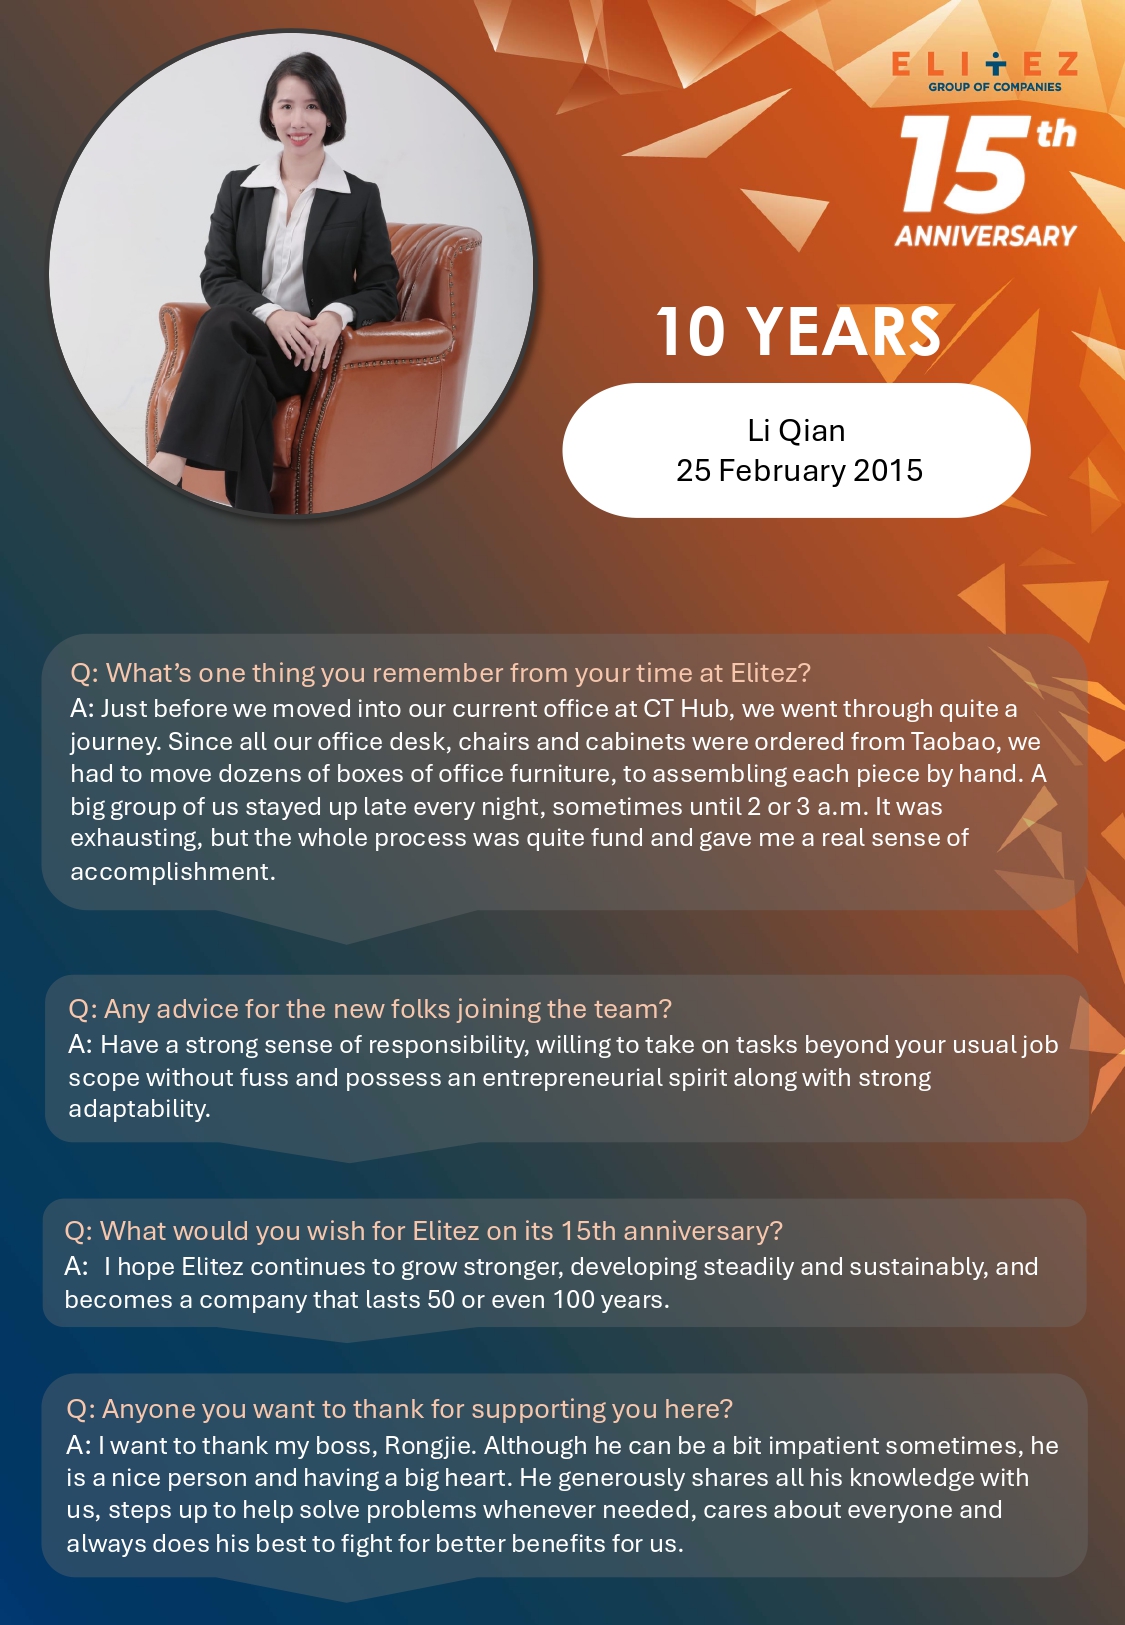 ELITEZ
GROUP OF COMPANIES
15th
ANNIVERSARY
10 YEARS
Li Qian
25 February 2015
Q: What’s one thing you remember from your time at Elitez?
A: Just before we moved into our current office at CT Hub, we went through quite a
journey. Since all our office desk, chairs and cabinets were ordered from Taobao, we
had to move dozens of boxes of office furniture, to assembling each piece by hand. A
big group of us stayed up late every night, sometimes until 2 or 3 a.m. It was
exhausting, but the whole process was quite fund and gave me a real sense of
accomplishment.
Q: Any advice for the new folks joining the team?
A: Have a strong sense of responsibility, willing to take on tasks beyond your usual job
scope without fuss and possess an entrepreneurial spirit along with strong
adaptability.
Q: What would you wish for Elitez on its 15th anniversary?
A: I hope Elitez continues to grow stronger, developing steadily and sustainably, and
becomes a company that lasts 50 or even 100 years.
Q: Anyone you want to thank for supporting you here?
A: I want to thank my boss, Rongjie. Although he can be a bit impatient sometimes, he
is a nice person and having a big heart. He generously shares all his knowledge with
us, steps up to help solve problems whenever needed, cares about everyone and
always does his best to fight for better benefits for us.